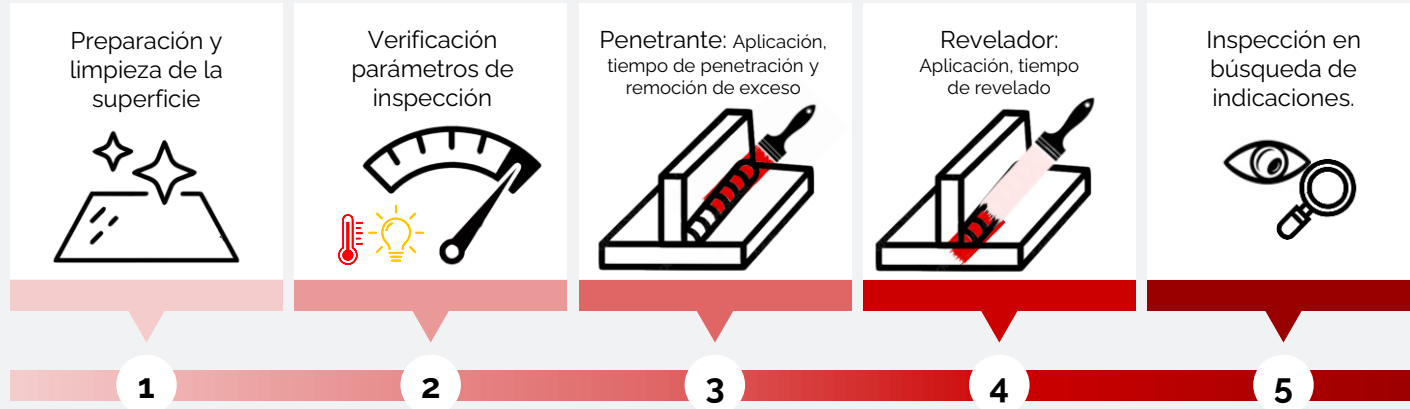 Preparación y
limpieza de la
superficie
Verificación
parámetros de
inspección
Penetrante: Aplicación,
tiempo de penetración y
remoción de exceso
Revelador:
Aplicación, tiempo
de revelado
Inspección en
búsqueda de
indicaciones.
1
2
3
4
5